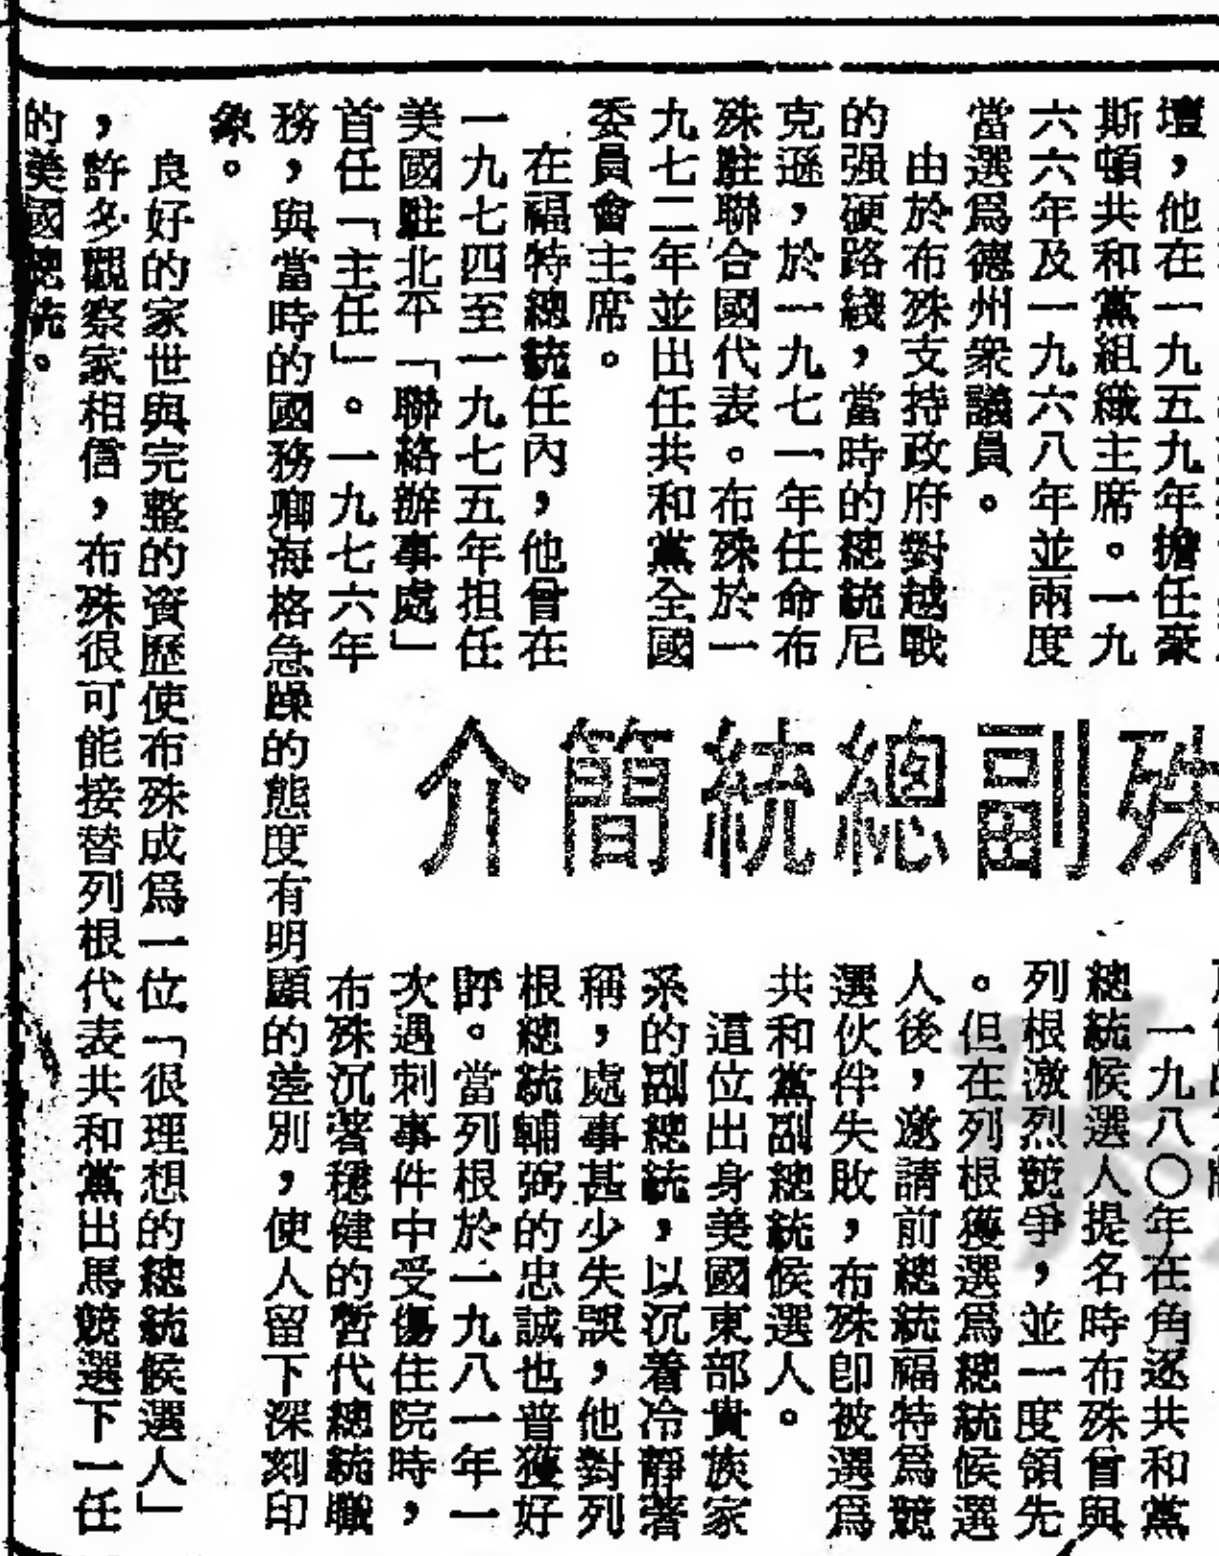 壇，他在一九五九年擔任豪
斯頓共和黨組織主席。一九
六六年及一九六八年並兩度
當選爲德州衆議員。
由於布殊支持政府對越戰
的强硬路綫，當時的總統尼
克遜，於一九七一年任命布
殊駐聯合國代表。布殊於一
九七二年並出任共和黨全國
委員會主席。
在福特總統任內，他曾在
一九七四至一九七五年担任
美國駐北平「聯絡辦事處」
首任「主任」。一九七六年
殊副總統簡介
一九八〇年在角逐共和黨
總統候選人提名時布殊曾與
列根激烈競爭，並一度領先
。但在列根獲選爲總統候選
人後，邀請前總統福特爲競
選伙伴失敗，布殊卽被選爲
共和黨副總統候選人。
這位出身美國東部貴族家
系的副總統，以沉着冷靜著
稱，處事甚少失誤，他對列
根總統輔弼的忠誠也普獲好
評。當列根於一九八一年一
次遇刺事件中受傷住院時，
布殊沉著穩健的暫代總統職
務，與當時的國務卿海格急躁的態度有明顯的差別，使人留下深刻印
象。
良好的家世與完整的資歷使布殊成爲一位「很理想的總統候選人」
，許多觀察家相信，布殊很可能接替列根代表共和黨出馬競選下一任
的美國總統。